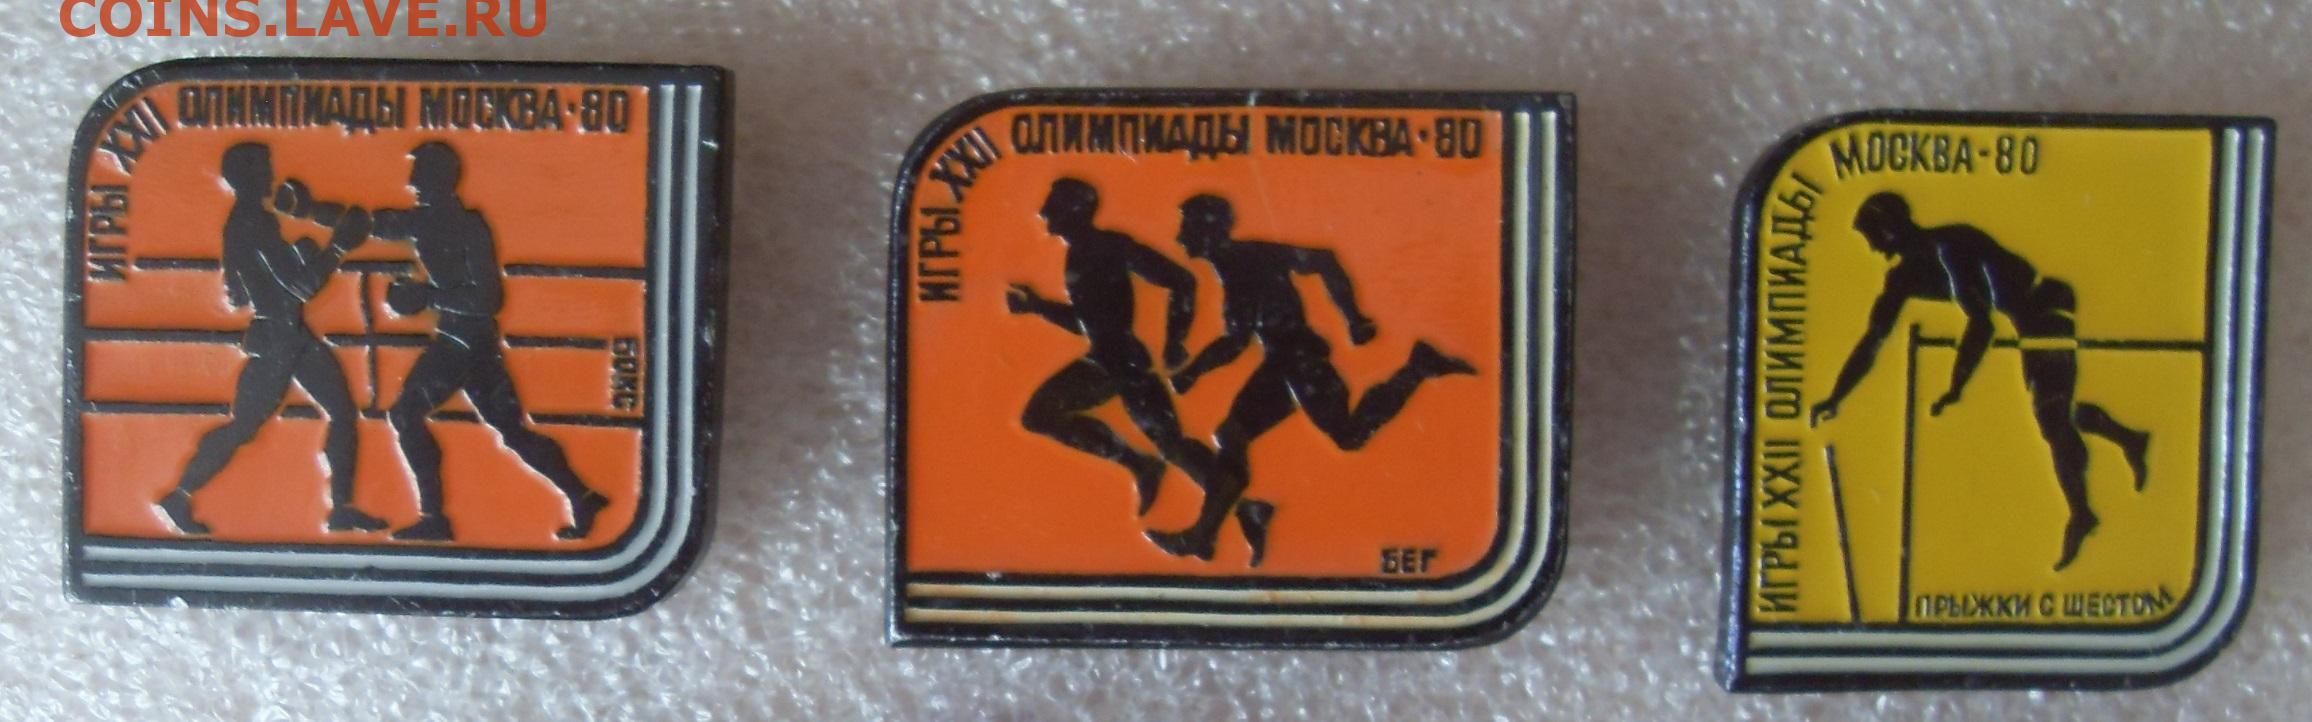 COINS.LAVE.RU
ИГРЫ XXII ОЛИМПИАДЫ МОСКВА·80
БОКС
ИГРЫ XXII ОЛИМПИАДЫ МОСКВА·80
БЕГ
ИГРЫ XXII ОЛИМПИАДЫ МОСКВА-80
ПРЫЖКИ С ШЕСТОМ